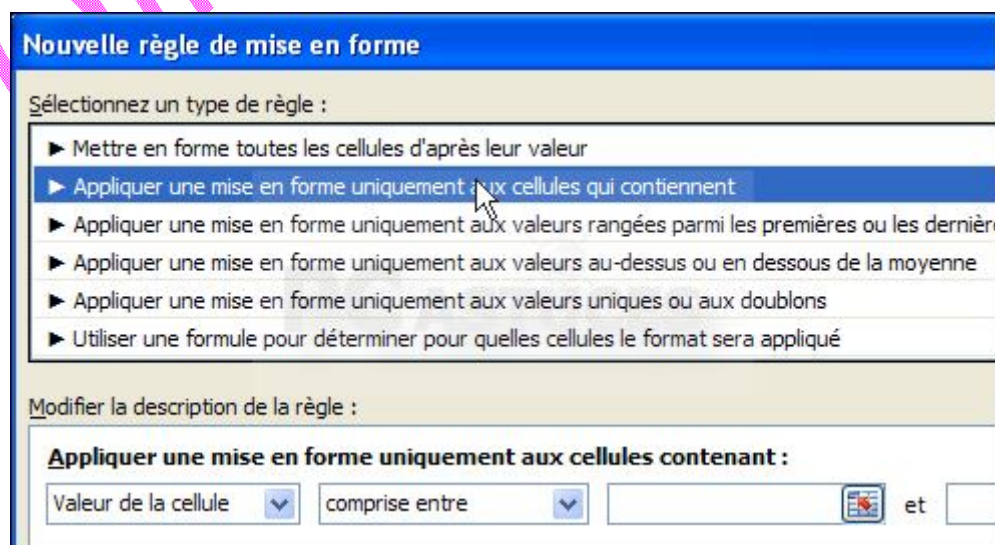 Nouvelle règle de mise en forme
Sélectionnez un type de règle :
► Mettre en forme toutes les cellules d'après leur valeur
► Appliquer une mise en forme uniquement aux cellules qui contiennent
► Appliquer une mise en forme uniquement aux valeurs rangées parmi les premières ou les dernièr
► Appliquer une mise en forme uniquement aux valeurs au-dessus ou en dessous de la moyenne
► Appliquer une mise en forme uniquement aux valeurs uniques ou aux doublons
► Utiliser une formule pour déterminer pour quelles cellules le format sera appliqué
Modifier la description de la règle :
Appliquer une mise en forme uniquement aux cellules contenant :
Valeur de la cellule comprise entre et